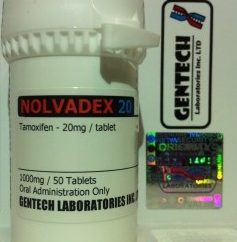 NOLVADEX 20
Tamoxifen - 20mg / tablet
1000mg / 50 Tablets
Oral Administration Only
GENTECH LABORATORIES INC.
GENTECH
Laboratories Inc. LTD